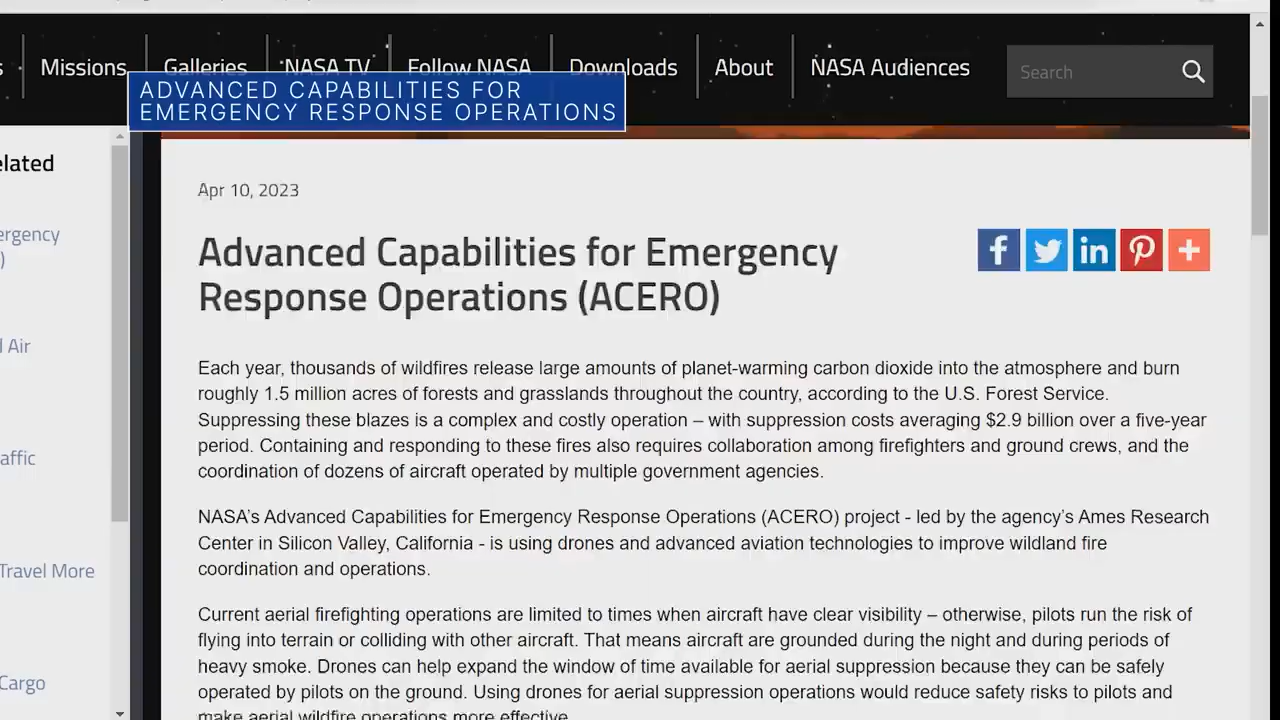 Missions
Galleries
NASA TV
Follow NASA
Downloads
About
NASA Audiences
Search
ADVANCED CAPABILITIES FOR
EMERGENCY RESPONSE OPERATIONS
elated
ergency
)
d Air
affic
Travel More
Cargo
Apr 10, 2023
Advanced Capabilities for Emergency
Response Operations (ACERO)
Each year, thousands of wildfires release large amounts of planet-warming carbon dioxide into the atmosphere and burn
roughly 1.5 million acres of forests and grasslands throughout the country, according to the U.S. Forest Service.
Suppressing these blazes is a complex and costly operation – with suppression costs averaging $2.9 billion over a five-year
period. Containing and responding to these fires also requires collaboration among firefighters and ground crews, and the
coordination of dozens of aircraft operated by multiple government agencies.
NASA’s Advanced Capabilities for Emergency Response Operations (ACERO) project - led by the agency’s Ames Research
Center in Silicon Valley, California - is using drones and advanced aviation technologies to improve wildland fire
coordination and operations.
Current aerial firefighting operations are limited to times when aircraft have clear visibility – otherwise, pilots run the risk of
flying into terrain or colliding with other aircraft. That means aircraft are grounded during the night and during periods of
heavy smoke. Drones can help expand the window of time available for aerial suppression because they can be safely
operated by pilots on the ground. Using drones for aerial suppression operations would reduce safety risks to pilots and
make aerial wildfire operations more effective.